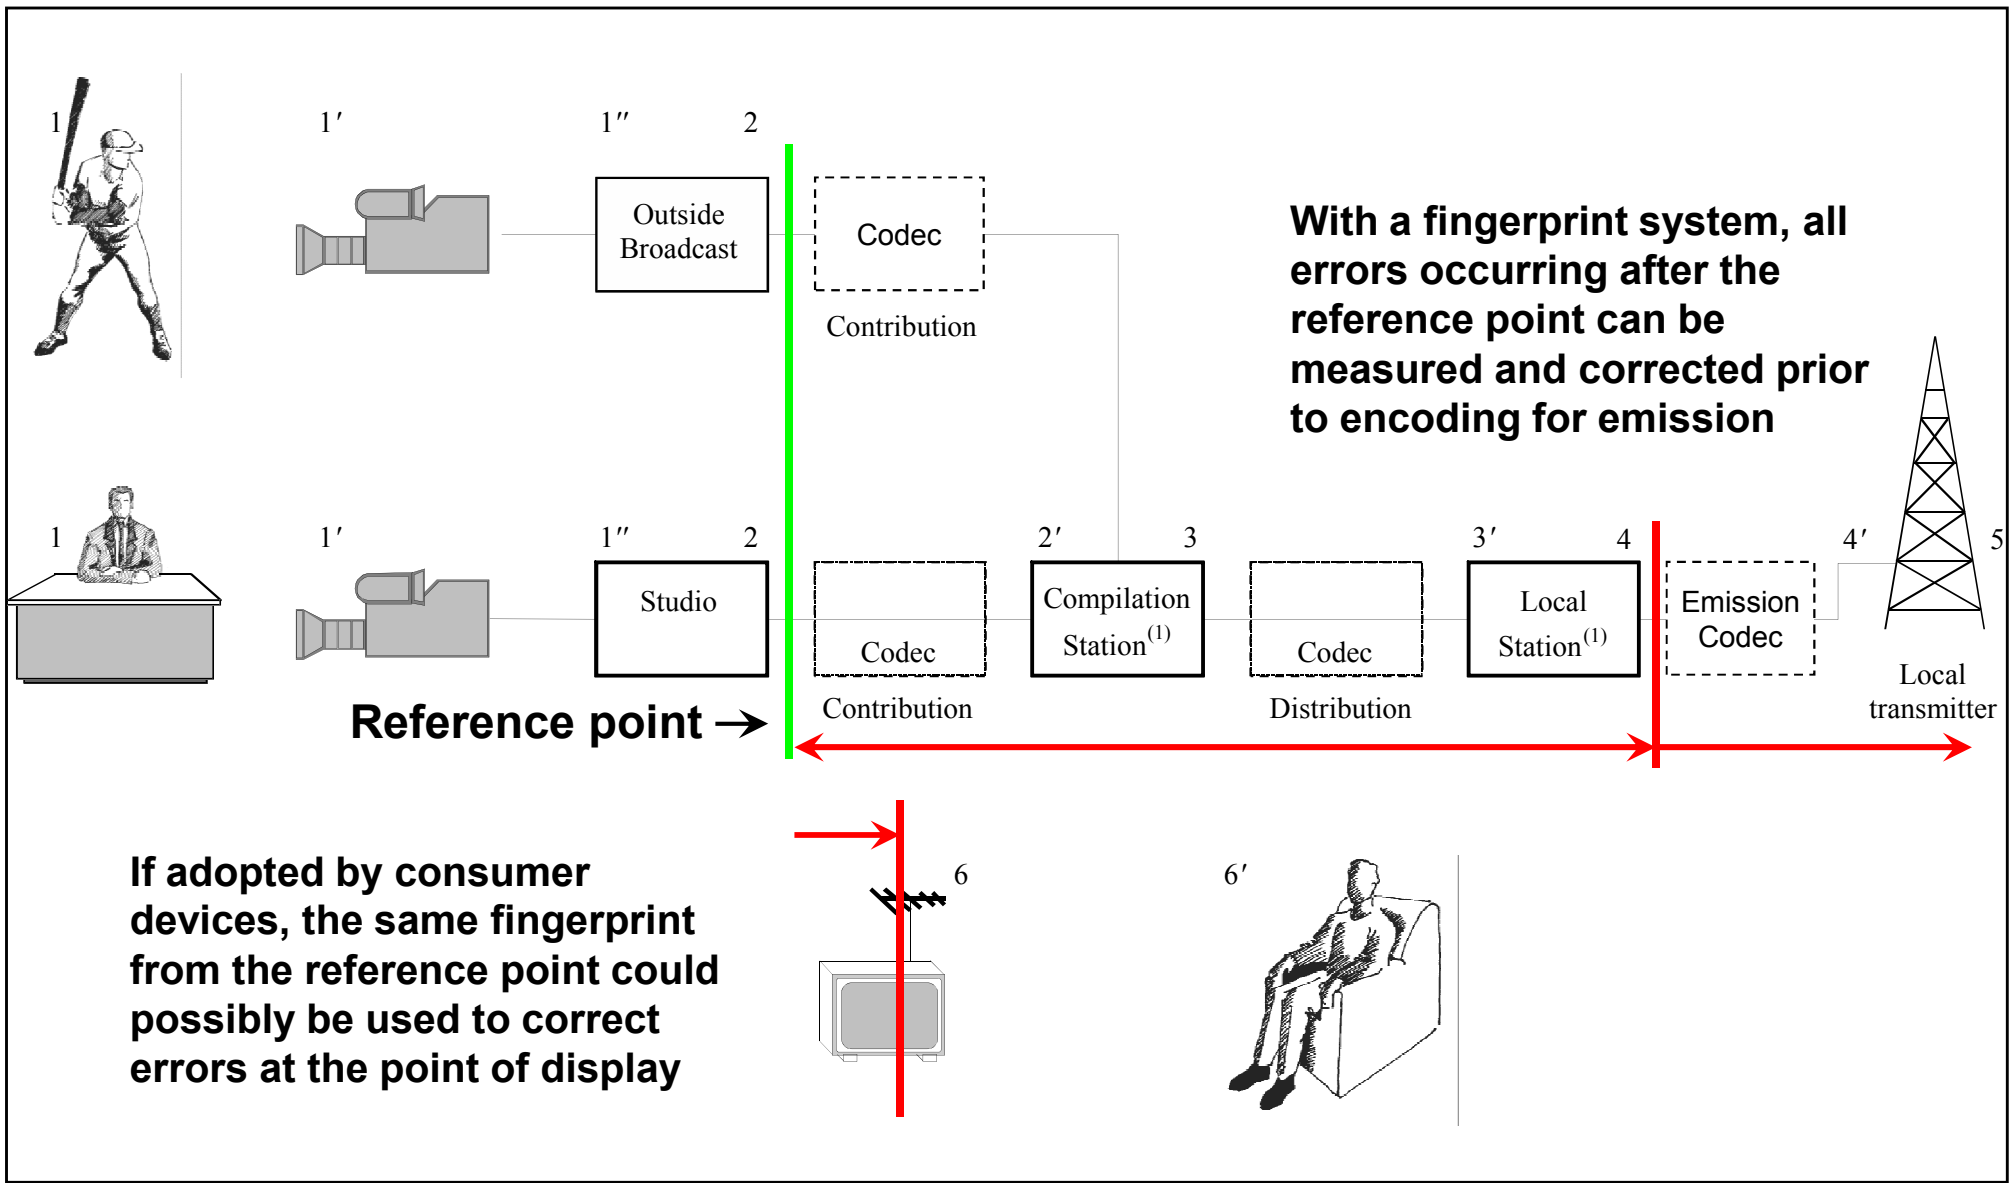 1
1′
1″
2
Outside
Broadcast
Codec
Contribution
With a fingerprint system, all
errors occurring after the
reference point can be
measured and corrected prior
to encoding for emission
1
1′
1″
2
2′
3
3′
4
4′
5
Studio
Codec
Contribution
Compilation
Station(1)
Codec
Distribution
Local
Station(1)
Emission
Codec
Local
transmitter
Reference point →
If adopted by consumer
devices, the same fingerprint
from the reference point could
possibly be used to correct
errors at the point of display
6
6′